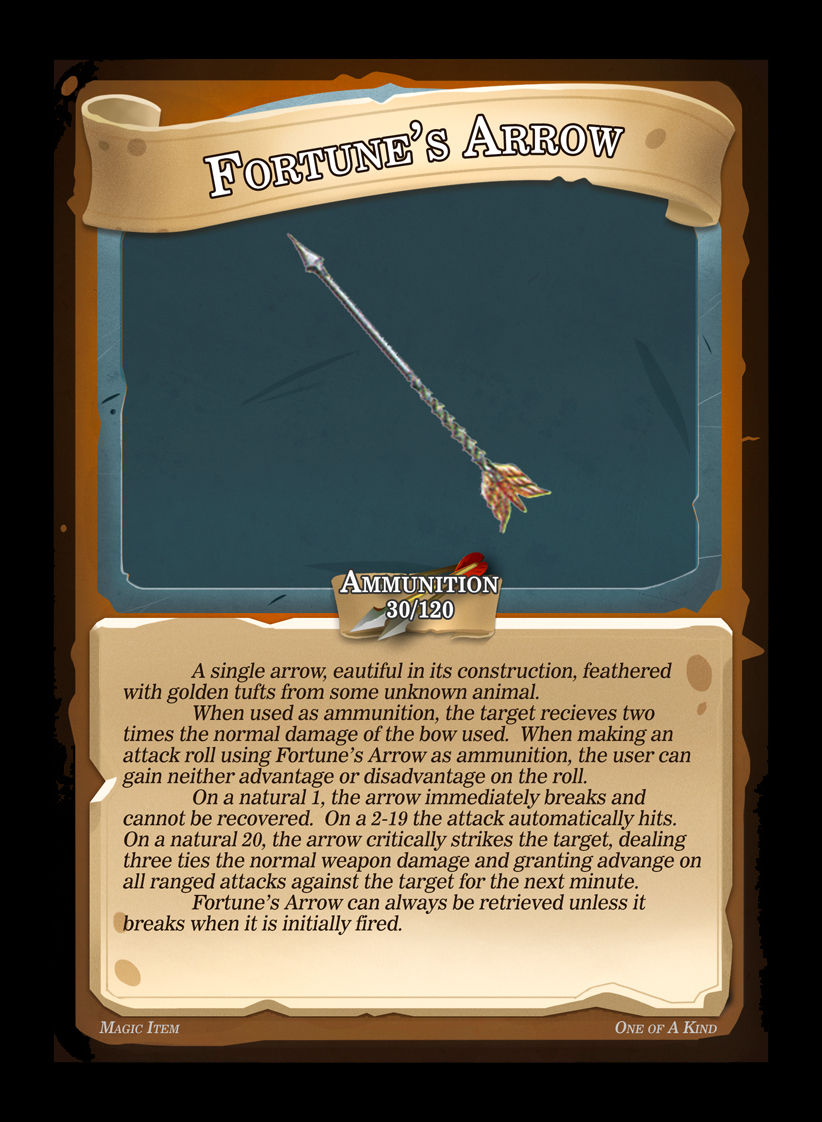 Fortune's Arrow
Ammunition
30/120
A single arrow, eautiful in its construction, feathered
with golden tufts from some unknown animal.
When used as ammunition, the target recieves two
times the normal damage of the bow used. When making an
attack roll using Fortune's Arrow as ammunition, the user can
gain neither advantage or disadvantage on the roll.
On a natural 1, the arrow immediately breaks and
cannot be recovered. On a 2-19 the attack automatically hits.
On a natural 20, the arrow critically strikes the target, dealing
three ties the normal weapon damage and granting advange on
all ranged attacks against the target for the next minute.
Fortune's Arrow can always be retrieved unless it
breaks when it is initially fired.
Magic Item
One of A Kind